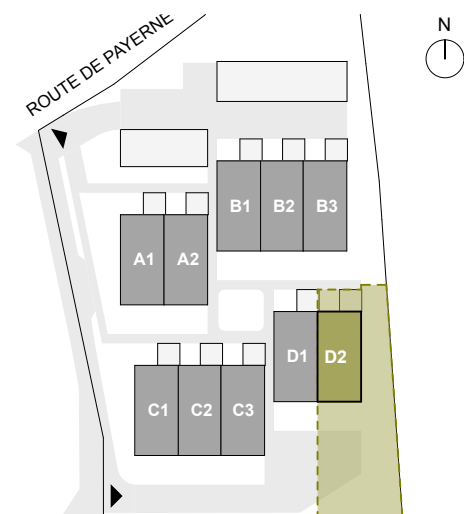 N
ROUTE DE PAYERNE
B1 B2 B3
A1 A2
D1 D2
C1 C2 C3